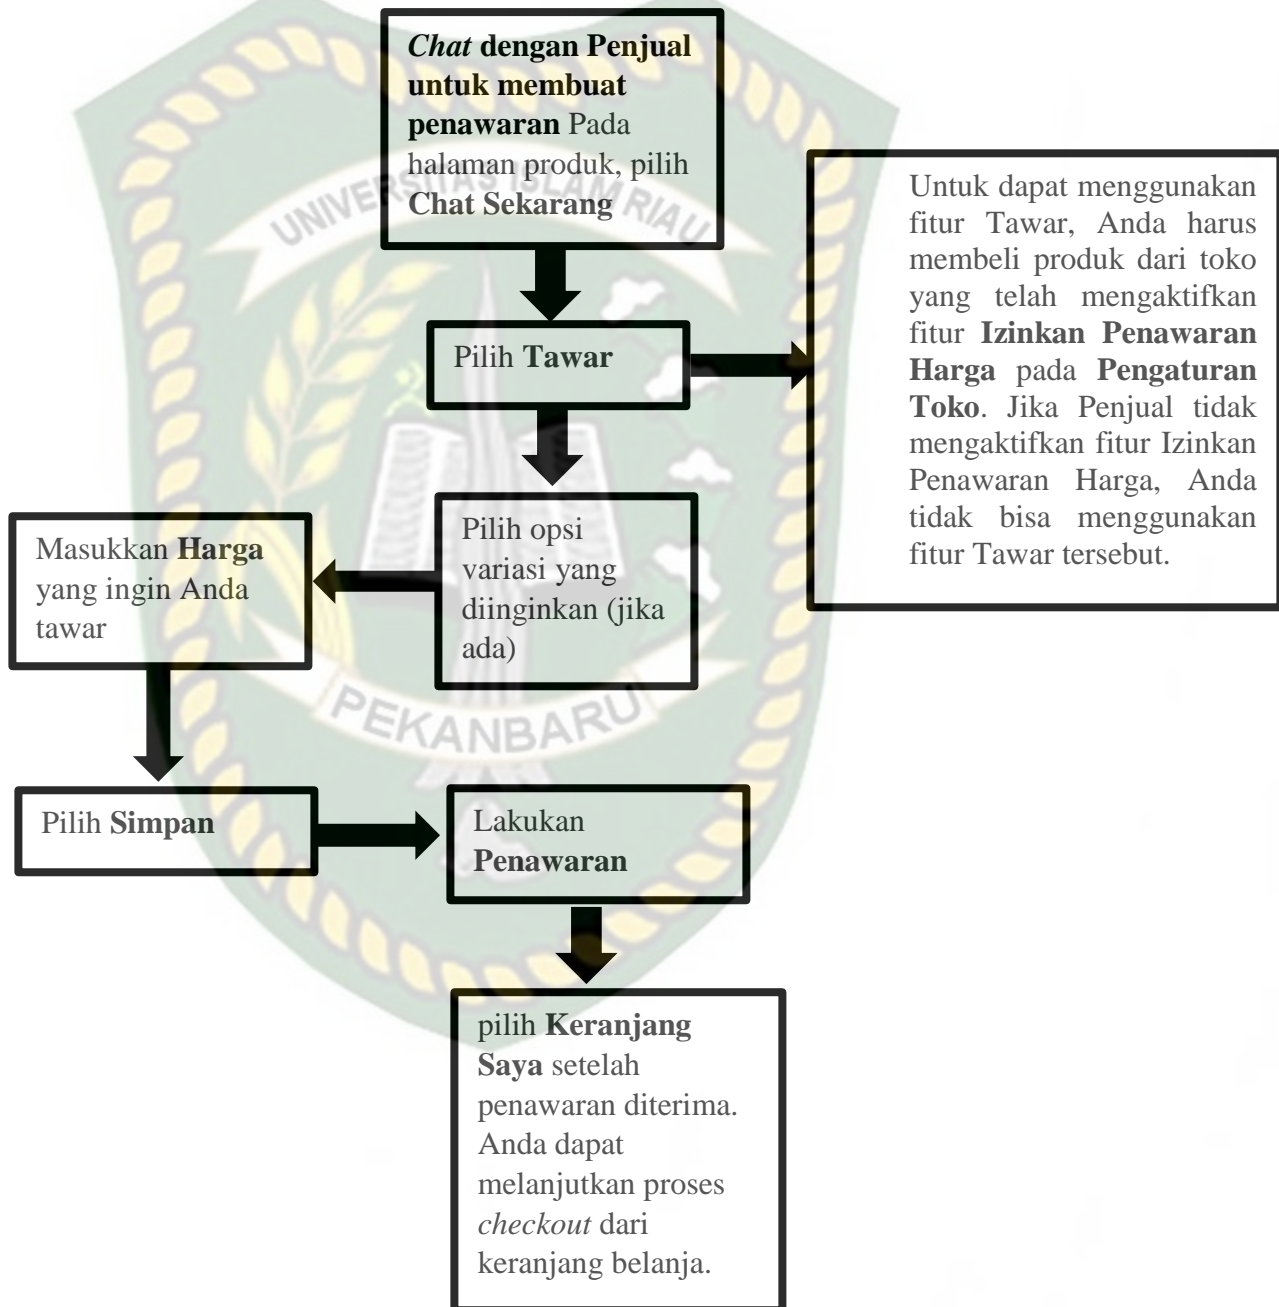 Chat dengan Penjual
untuk membuat
penawaran Pada
halaman produk, pilih
Chat Sekarang
UNIVERSITAS ISLAM RIAU
Pilih Tawar
Untuk dapat menggunakan
fitur Tawar, Anda harus
membeli produk dari toko
yang telah mengaktifkan
fitur Izinkan Penawaran
Harga pada Pengaturan
Toko. Jika Penjual tidak
mengaktifkan fitur Izinkan
Penawaran Harga, Anda
tidak bisa menggunakan
fitur Tawar tersebut.
Pilih opsi
variasi yang
diinginkan (jika
ada)
Masukkan Harga
yang ingin Anda
tawar
PEKANBARU
Pilih Simpan
Lakukan
Penawaran
pilih Keranjang
Saya setelah
penawaran diterima.
Anda dapat
melanjutkan proses
checkout dari
keranjang belanja.